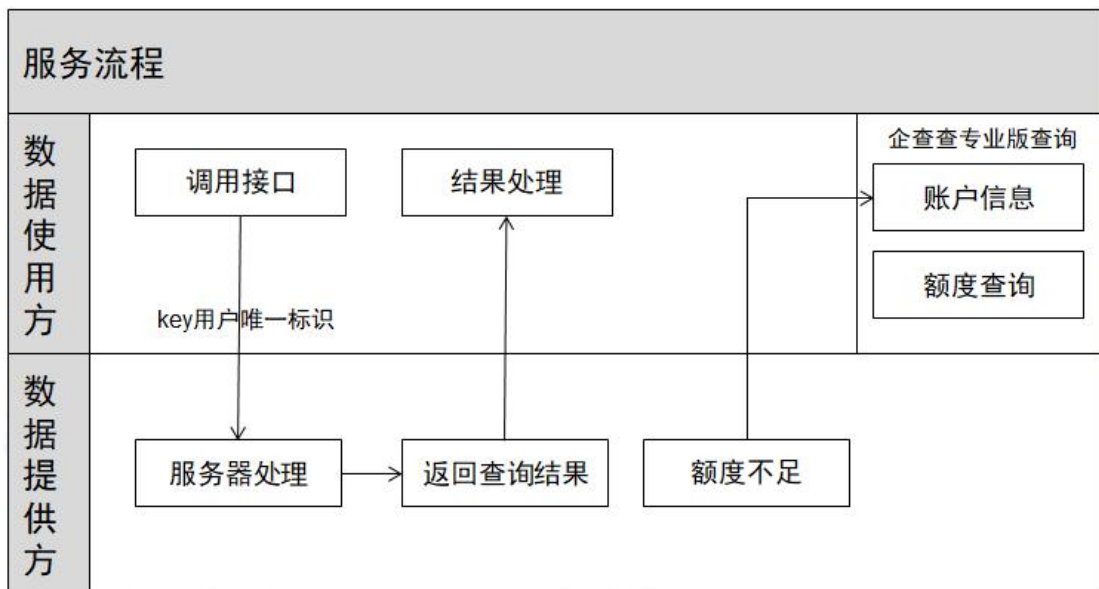 服务流程
数据使用方
调用接口
结果处理
企查查专业版查询
账户信息
额度查询
key用户唯一标识
数据提供方
服务器处理
返回查询结果
额度不足